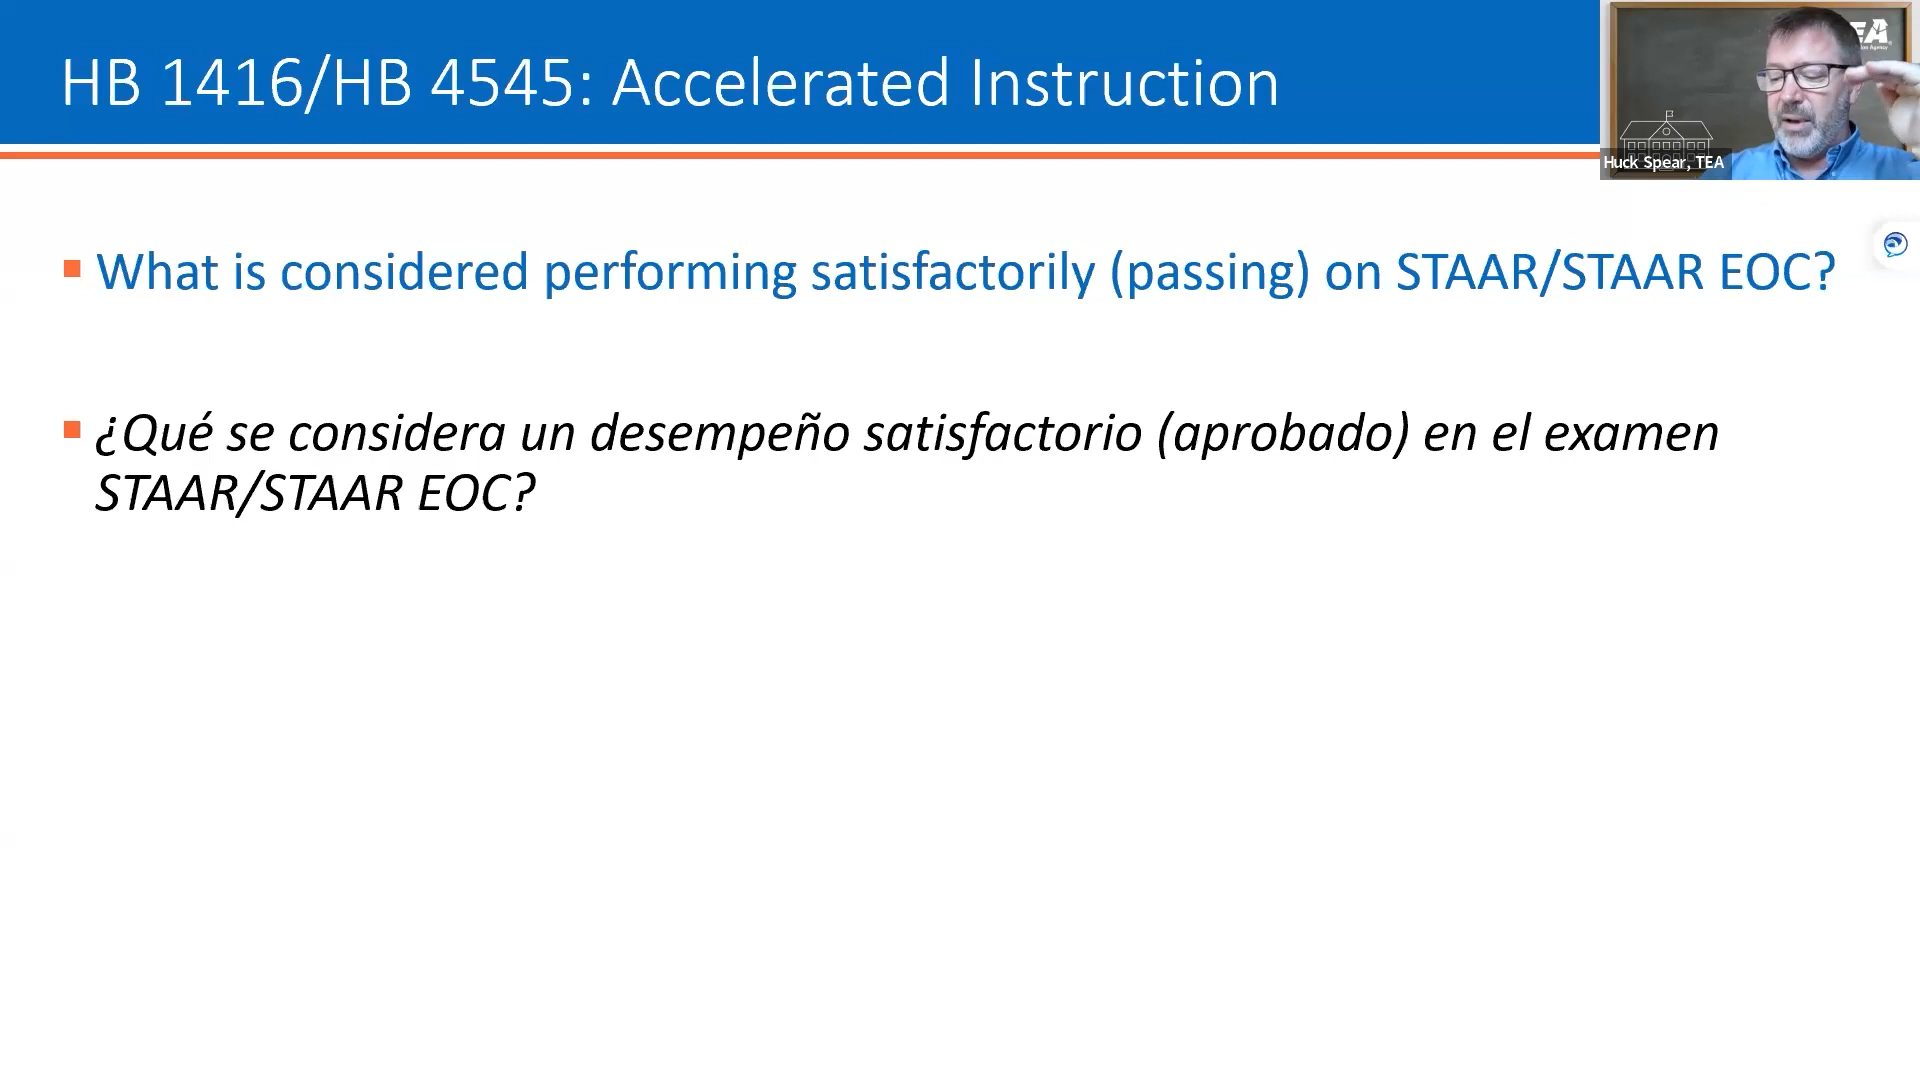 HB 1416/HB 4545: Accelerated Instruction
EA
Huck Spear, TEA
What is considered performing satisfactorily (passing) on STAAR/STAAR EOC?
¿Qué se considera un desempeño satisfactorio (aprobado) en el examen
STAAR/STAAR EOC?